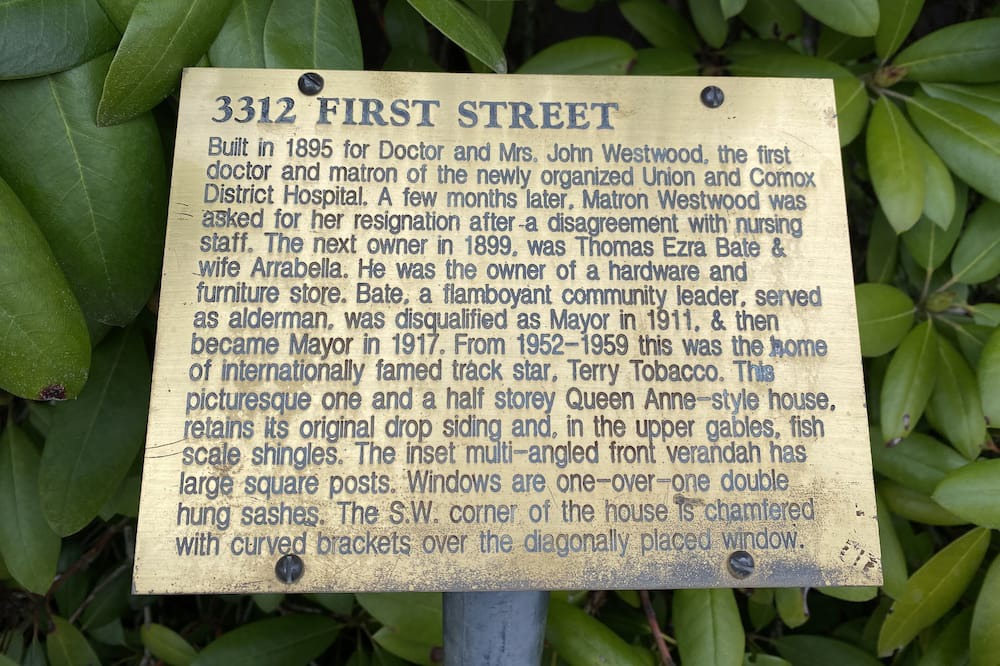 3312 FIRST STREET
Built in 1895 for Doctor and Mrs. John Westwood, the first
doctor and matron of the newly organized Union and Comox
District Hospital. A few months later, Matron Westwood was
asked for her resignation after a disagreement with nursing
staff. The next owner in 1899, was Thomas Ezra Bate &
wife Arrabella. He was the owner of a hardware and
furniture store. Bate, a flamboyant community leader, served
as alderman, was disqualified as Mayor in 1911, & then
became Mayor in 1917. From 1952-1959 this was the home
of internationally famed track star, Terry Tobacco. This
picturesque one and a half storey Queen Anne-style house,
retains its original drop siding and, in the upper gables, fish
scale shingles. The inset multi-angled front verandah has
large square posts. Windows are one-over-one double
hung sashes. The S.W. corner of the house is chamfered
with curved brackets over the diagonally placed window.